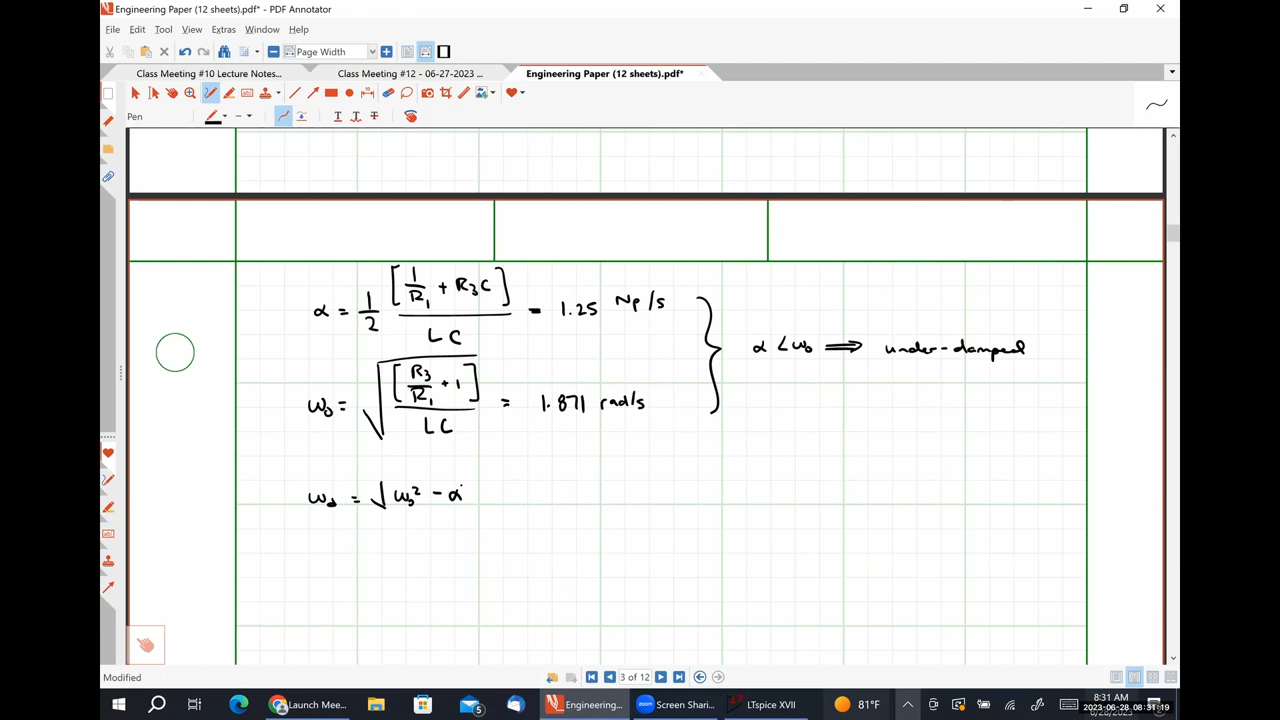 Engineering Paper (12 sheets).pdf* - PDF Annotator
File Edit Tool View Extras Window Help
Page Width
Class Meeting #10 Lecture Notes... Class Meeting #12 - 06-27-2023 ... Engineering Paper (12 sheets).pdf*
Pen
α = 1/2 [1/R₁ + R₃C] / LC = 1.25 Np/s
α < ω₀ ⟹ under-damped
ω₀ = √([R₃/R₁ + 1] / LC) = 1.871 rad/s
ω_d = √ω₀² - α
Modified
3 of 12
Launch Mee...
5
Engineering...
Screen Shari...
LTspice XVII
81°F
8:31 AM
2023-06-28 08:31:19